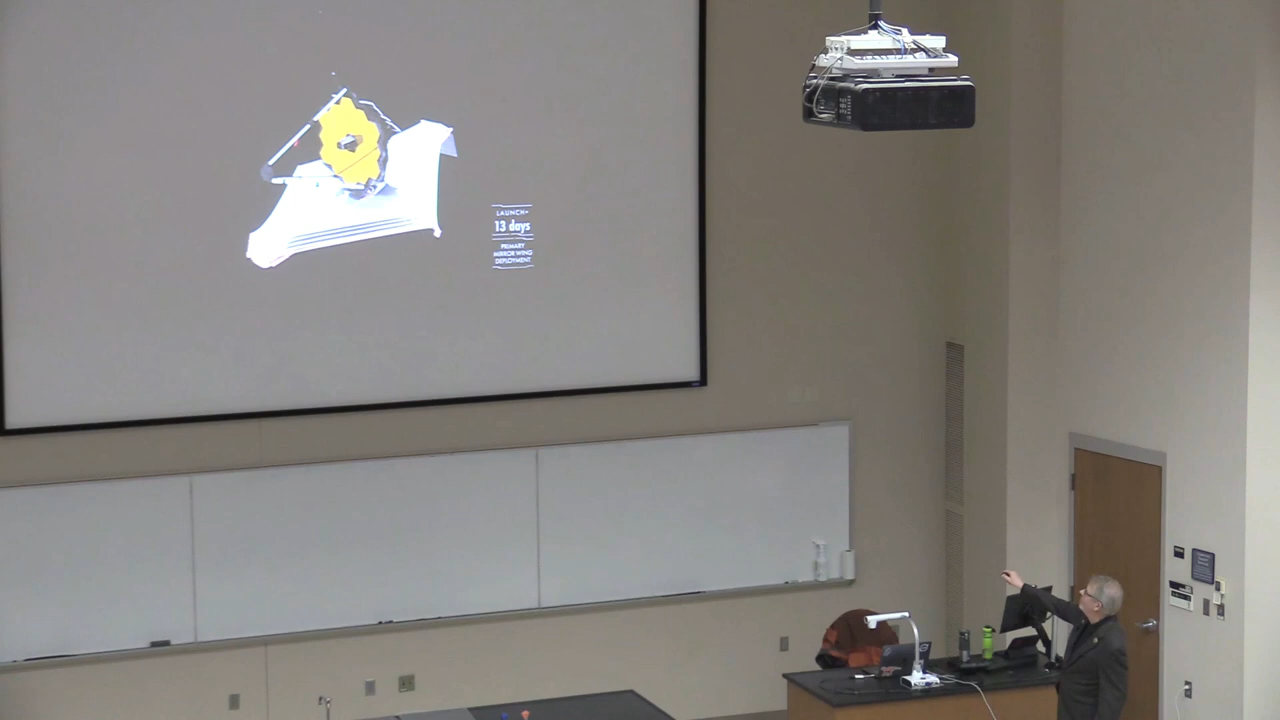 LAUNCH+
13 days
PRIMARY
MIRROR WING
DEPLOYMENT